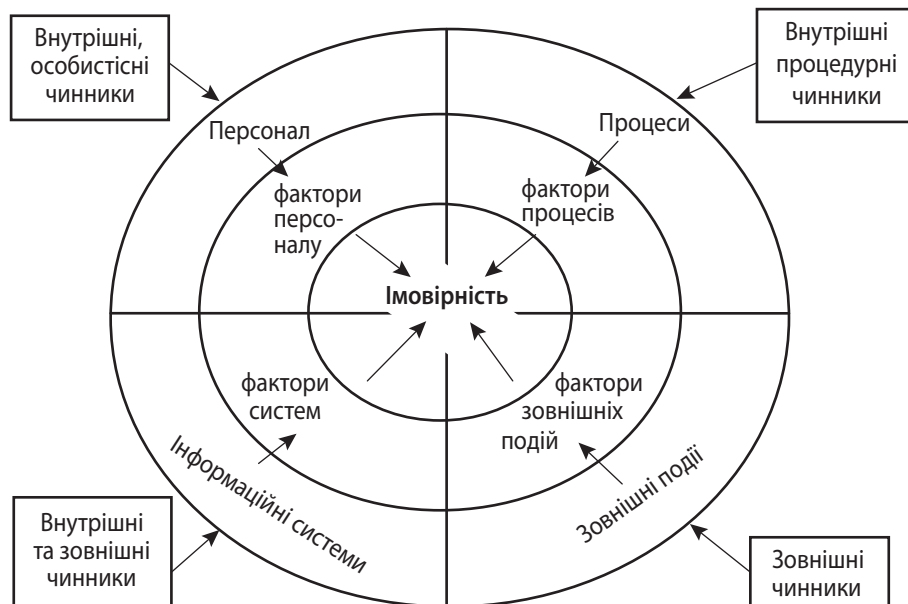 Внутрішні,
особистісні
чинники
Внутрішні
процедурні
чинники
Персонал
Процеси
фактори
персо-
налу
фактори
процесів
Імовірність
фактори
систем
фактори
зовнішніх
подій
Інформаційні системи
Зовнішні події
Внутрішні
та зовнішні
чинники
Зовнішні
чинники